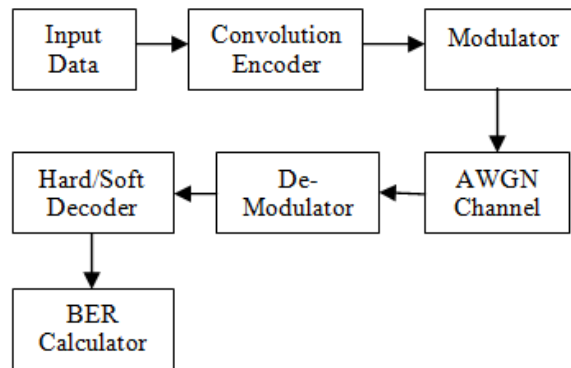 Input
Data
Convolution
Encoder
Modulator
Hard/Soft
Decoder
De-
Modulator
AWGN
Channel
BER
Calculator